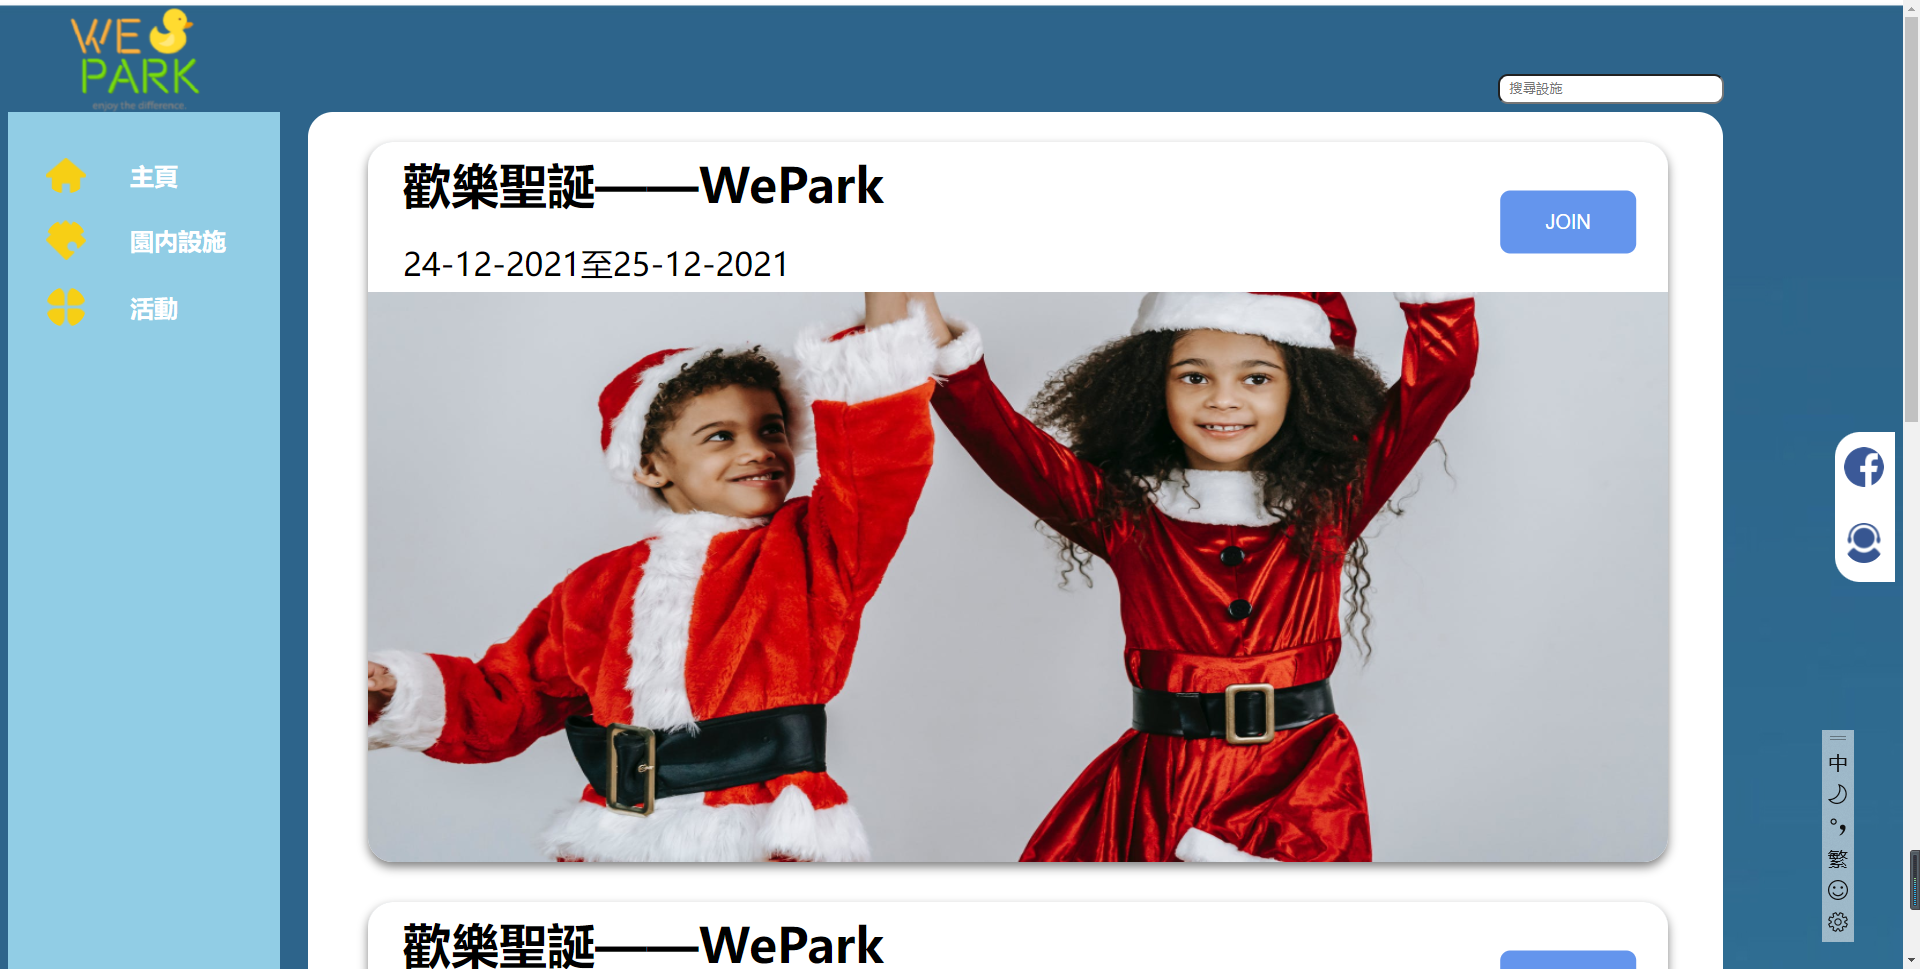 WE
PARK
enjoy the difference.
搜尋設施
主頁
園内設施
活動
歡樂聖誕——WePark
JOIN
24-12-2021至25-12-2021
中
繁
歡樂聖誕——WePark